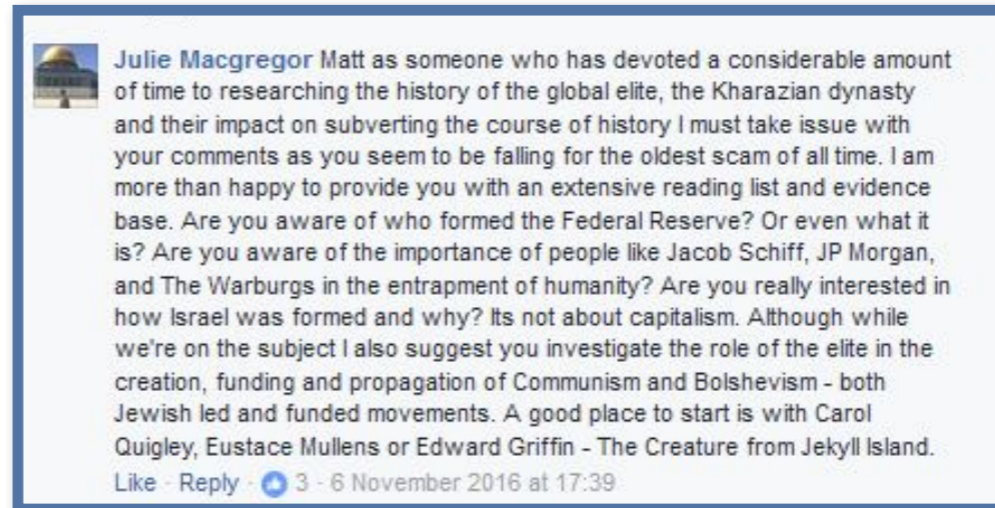 Julie Macgregor Matt as someone who has devoted a considerable amount
of time to researching the history of the global elite, the Kharazian dynasty
and their impact on subverting the course of history I must take issue with
your comments as you seem to be falling for the oldest scam of all time. I am
more than happy to provide you with an extensive reading list and evidence
base. Are you aware of who formed the Federal Reserve? Or even what it
is? Are you aware of the importance of people like Jacob Schiff, JP Morgan,
and The Warburgs in the entrapment of humanity? Are you really interested in
how Israel was formed and why? Its not about capitalism. Although while
we're on the subject I also suggest you investigate the role of the elite in the
creation, funding and propagation of Communism and Bolshevism - both
Jewish led and funded movements. A good place to start is with Carol
Quigley, Eustace Mullens or Edward Griffin - The Creature from Jekyll Island.
Like · Reply · 3 · 6 November 2016 at 17:39